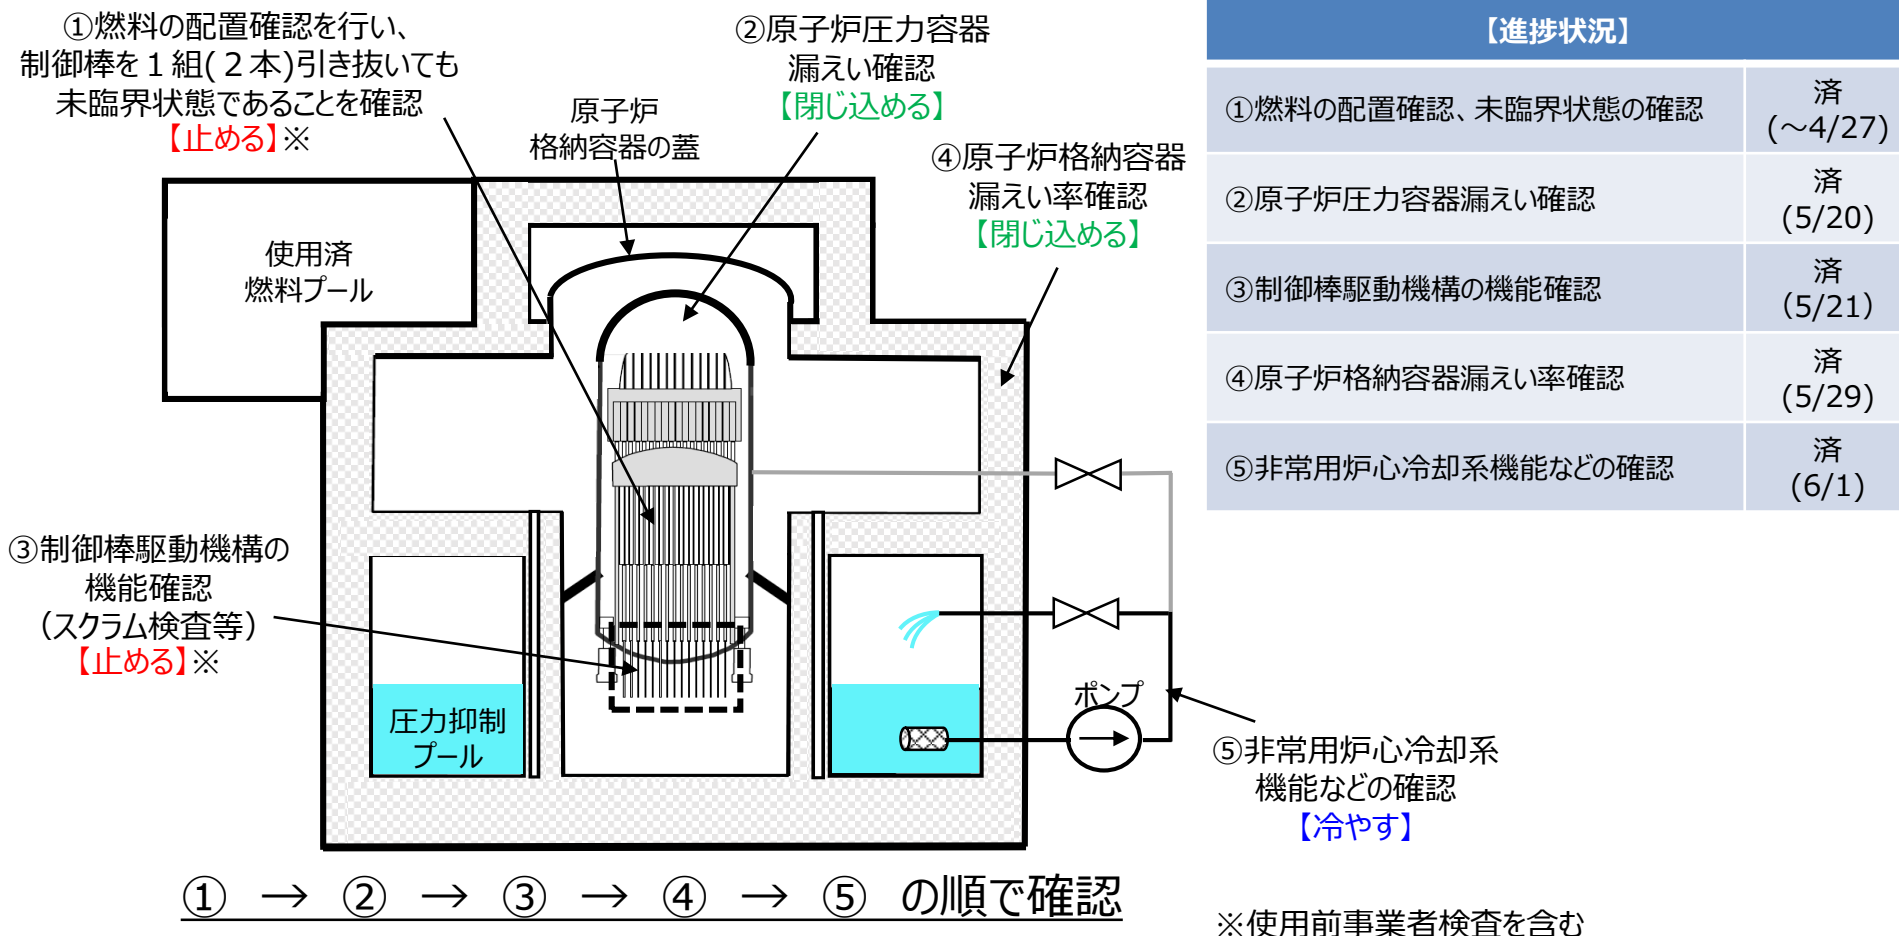 ①燃料の配置確認を行い、
制御棒を１組(２本)引き抜いても
未臨界状態であることを確認
【止める】※
②原子炉圧力容器
漏えい確認
【閉じ込める】
原子炉
格納容器の蓋
④原子炉格納容器
漏えい率確認
【閉じ込める】
使用済
燃料プール
③制御棒駆動機構の
機能確認
（スクラム検査等）
【止める】※
圧力抑制
プール
ポンプ
⑤非常用炉心冷却系
機能などの確認
【冷やす】
① → ② → ③ → ④ → ⑤ の順で確認
【進捗状況】
①燃料の配置確認、未臨界状態の確認
済
(～4/27)
②原子炉圧力容器漏えい確認
済
(5/20)
③制御棒駆動機構の機能確認
済
(5/21)
④原子炉格納容器漏えい率確認
済
(5/29)
⑤非常用炉心冷却系機能などの確認
済
(6/1)
※使用前事業者検査を含む